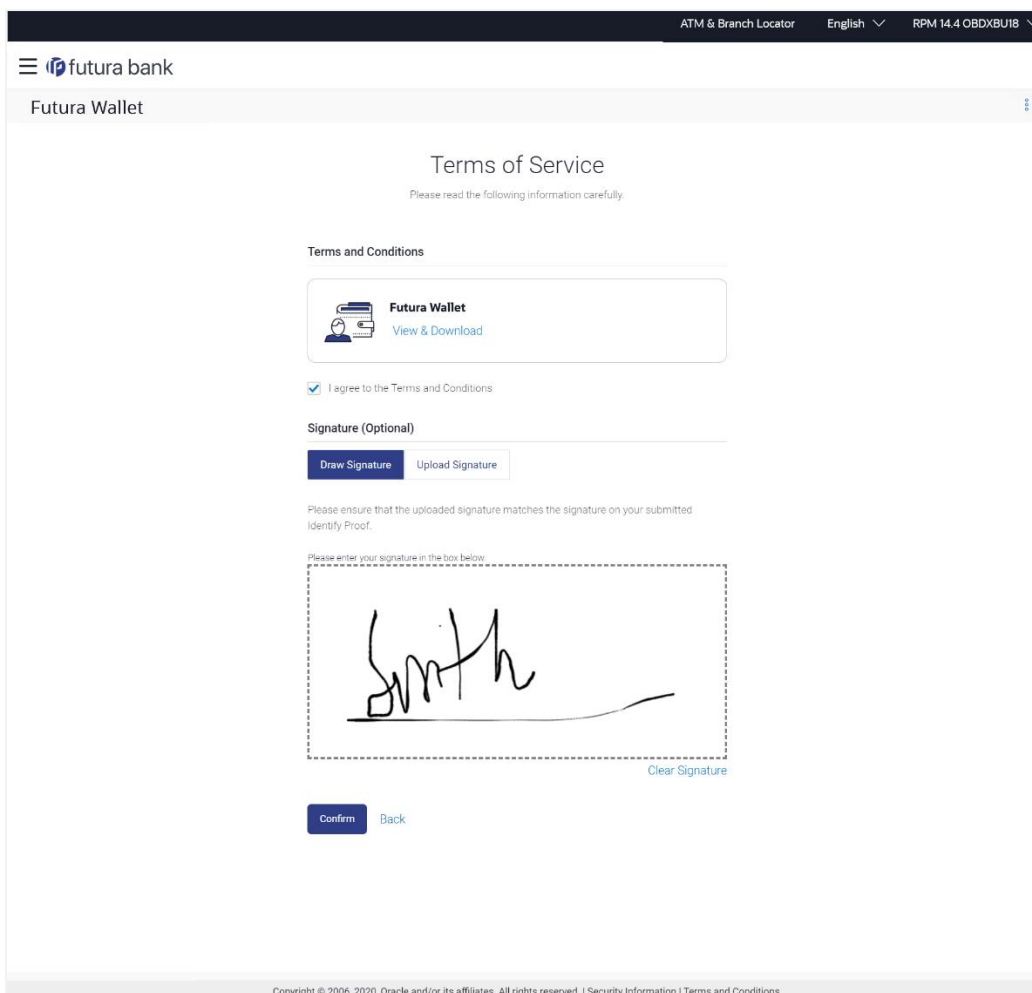 ATM & Branch Locator English RPM 14.4 OBDXBU18
futura bank
Futura Wallet
Terms of Service
Please read the following information carefully.
Terms and Conditions
Futura Wallet
View & Download
I agree to the Terms and Conditions
Signature (Optional)
Draw Signature Upload Signature
Please ensure that the uploaded signature matches the signature on your submitted
Identify Proof.
Please enter your signature in the box below.
Smith
Clear Signature
Confirm Back
Copyright © 2006, 2020, Oracle and/or its affiliates. All rights reserved. | Security Information | Terms and Conditions